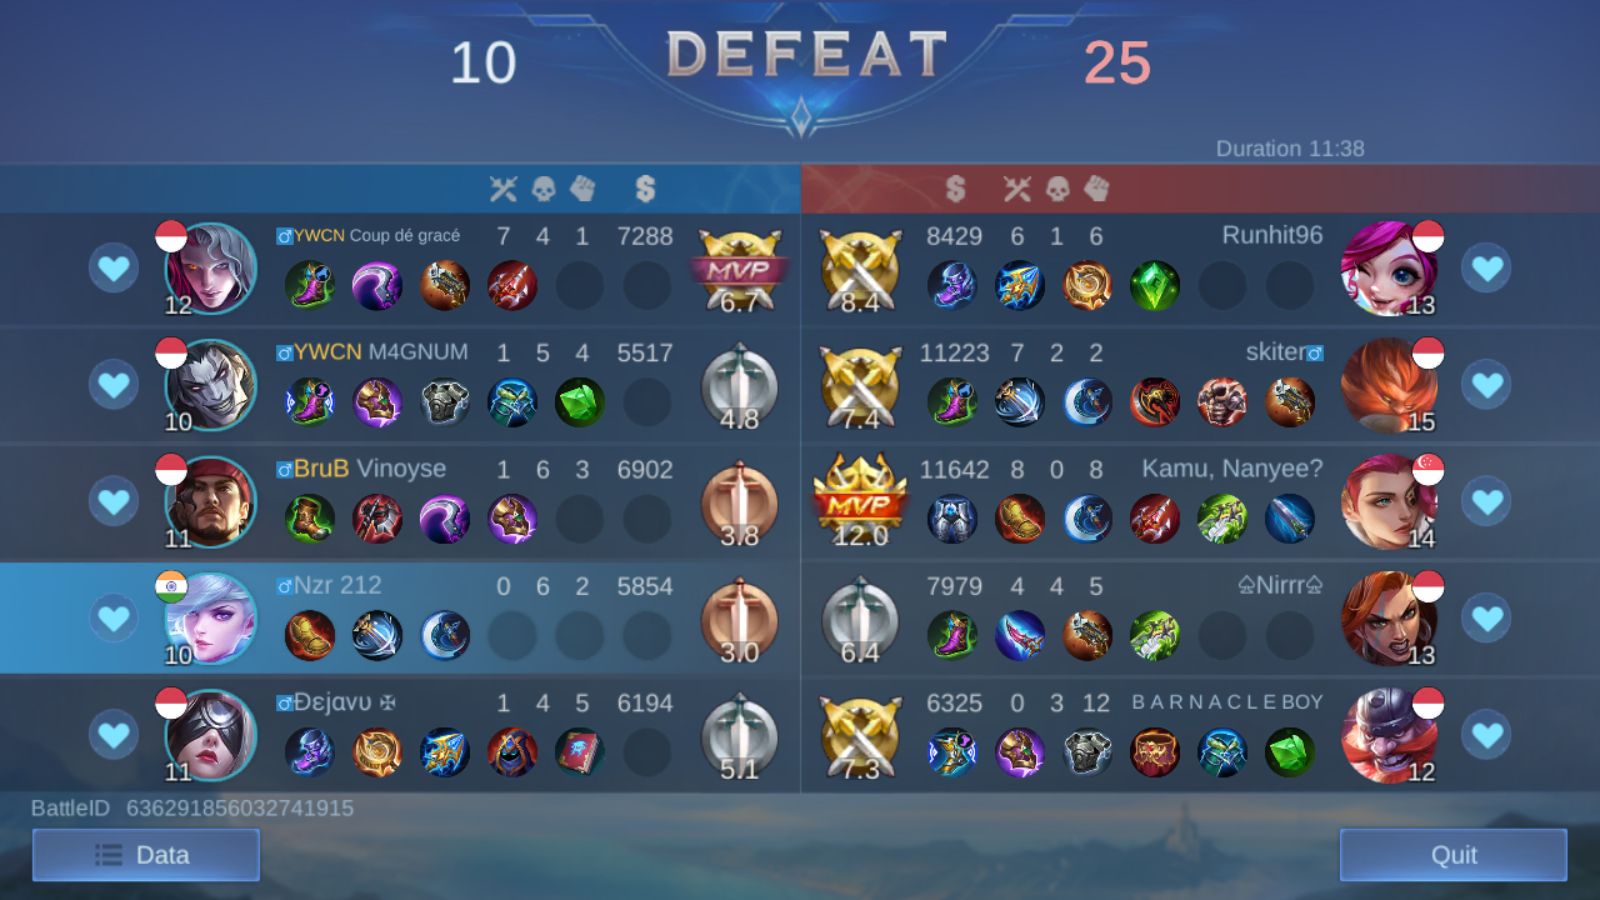 10 DEFEAT 25
Duration 11:38
YWCN Coup dé gracé 7 4 1 7288 MVP 6.7 12
8.4 8429 6 1 6 Runhit96 13
YWCN M4GNUM 1 5 4 5517 4.8 10
7.4 11223 7 2 2 skiter 15
BruB Vinoyse 1 6 3 6902 3.8 11
MVP 12.0 11642 8 0 8 Kamu, Nanyee? 14
Nzr 212 0 6 2 5854 3.0 10
6.4 7979 4 4 5 ♤Nirrr♤ 13
Đεjavυ ✠ 1 4 5 6194 5.1 11
7.3 6325 0 3 12 B A R N A C L E BOY 12
BattleID 636291856032741915
Data
Quit